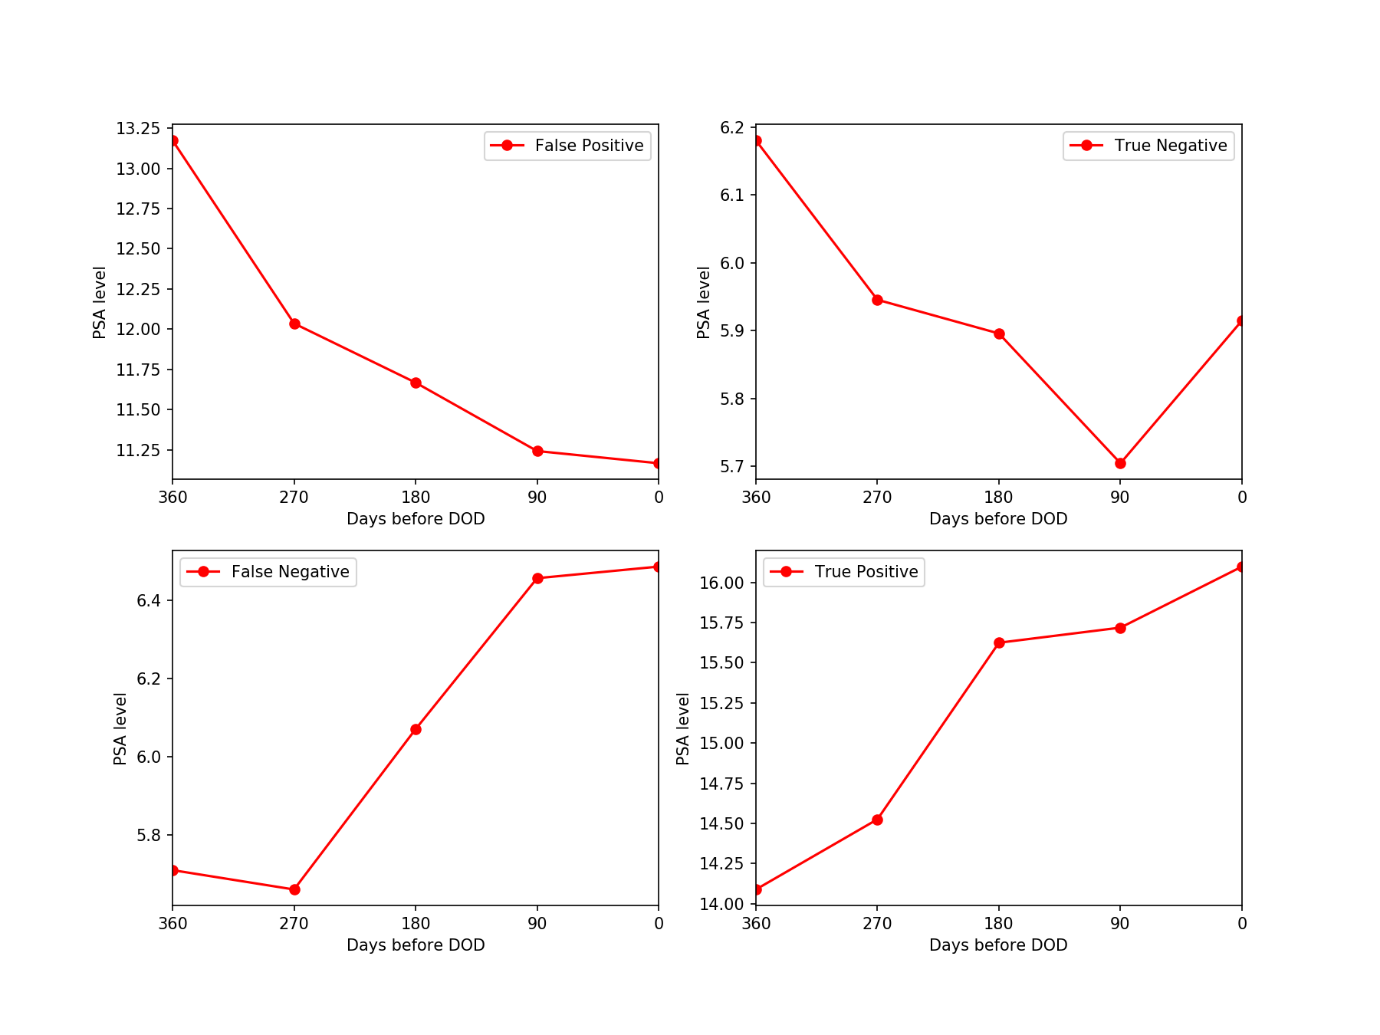 False Positive
13.25
13.00
12.75
12.50
12.25
12.00
11.75
11.50
11.25
PSA level
360 270 180 90 0
Days before DOD
True Negative
6.2
6.1
6.0
5.9
5.8
5.7
PSA level
360 270 180 90 0
Days before DOD
False Negative
6.4
6.2
6.0
5.8
PSA level
360 270 180 90 0
Days before DOD
True Positive
16.00
15.75
15.50
15.25
15.00
14.75
14.50
14.25
14.00
PSA level
360 270 180 90 0
Days before DOD